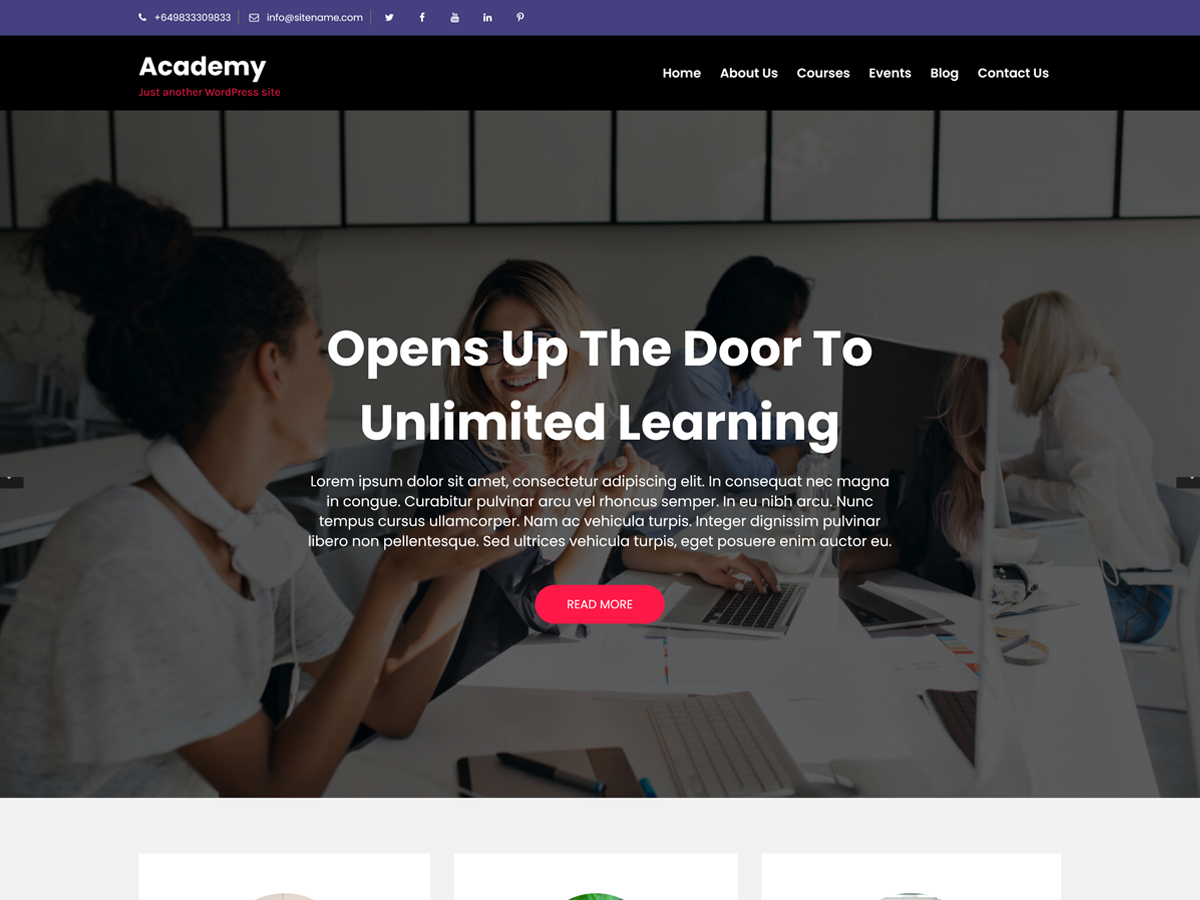 +649833309833
info@sitename.com
Academy
Just another WordPress site
Home
About Us
Courses
Events
Blog
Contact Us
Opens Up The Door To
Unlimited Learning
Lorem ipsum dolor sit amet, consectetur adipiscing elit. In consequat nec magna
in congue. Curabitur pulvinar arcu vel rhoncus semper. In eu nibh arcu. Nunc
tempus cursus ullamcorper. Nam ac vehicula turpis. Integer dignissim pulvinar
libero non pellentesque. Sed ultrices vehicula turpis, eget posuere enim auctor eu.
READ MORE